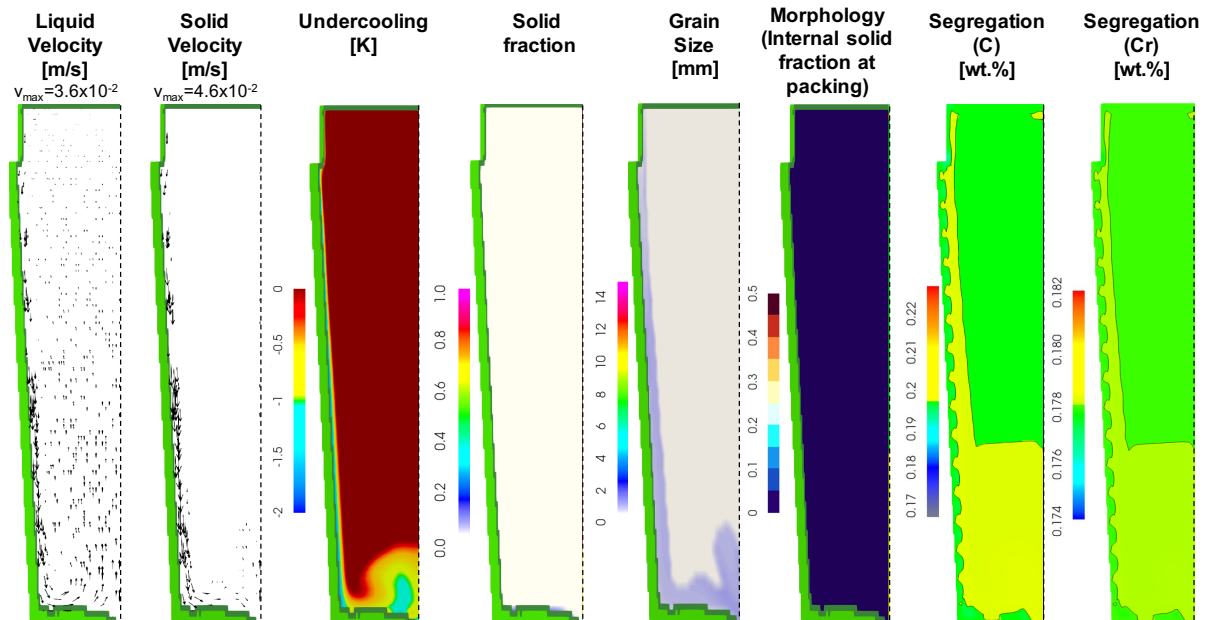 Liquid
Velocity
[m/s]
vmax=3.6x10-2
Solid
Velocity
[m/s]
vmax=4.6x10-2
Undercooling
[K]
Solid
fraction
Grain
Size
[mm]
Morphology
(Internal solid
fraction at
packing)
Segregation
(C)
[wt.%]
Segregation
(Cr)
[wt.%]
0
-0.5
-1
-1.5
-2
1.0
0.8
0.6
0.4
0.2
0.0
14
12
10
8
6
4
2
0
0.5
0.4
0.3
0.2
0.1
0
0.22
0.21
0.2
0.19
0.18
0.17
0.182
0.180
0.178
0.176
0.174